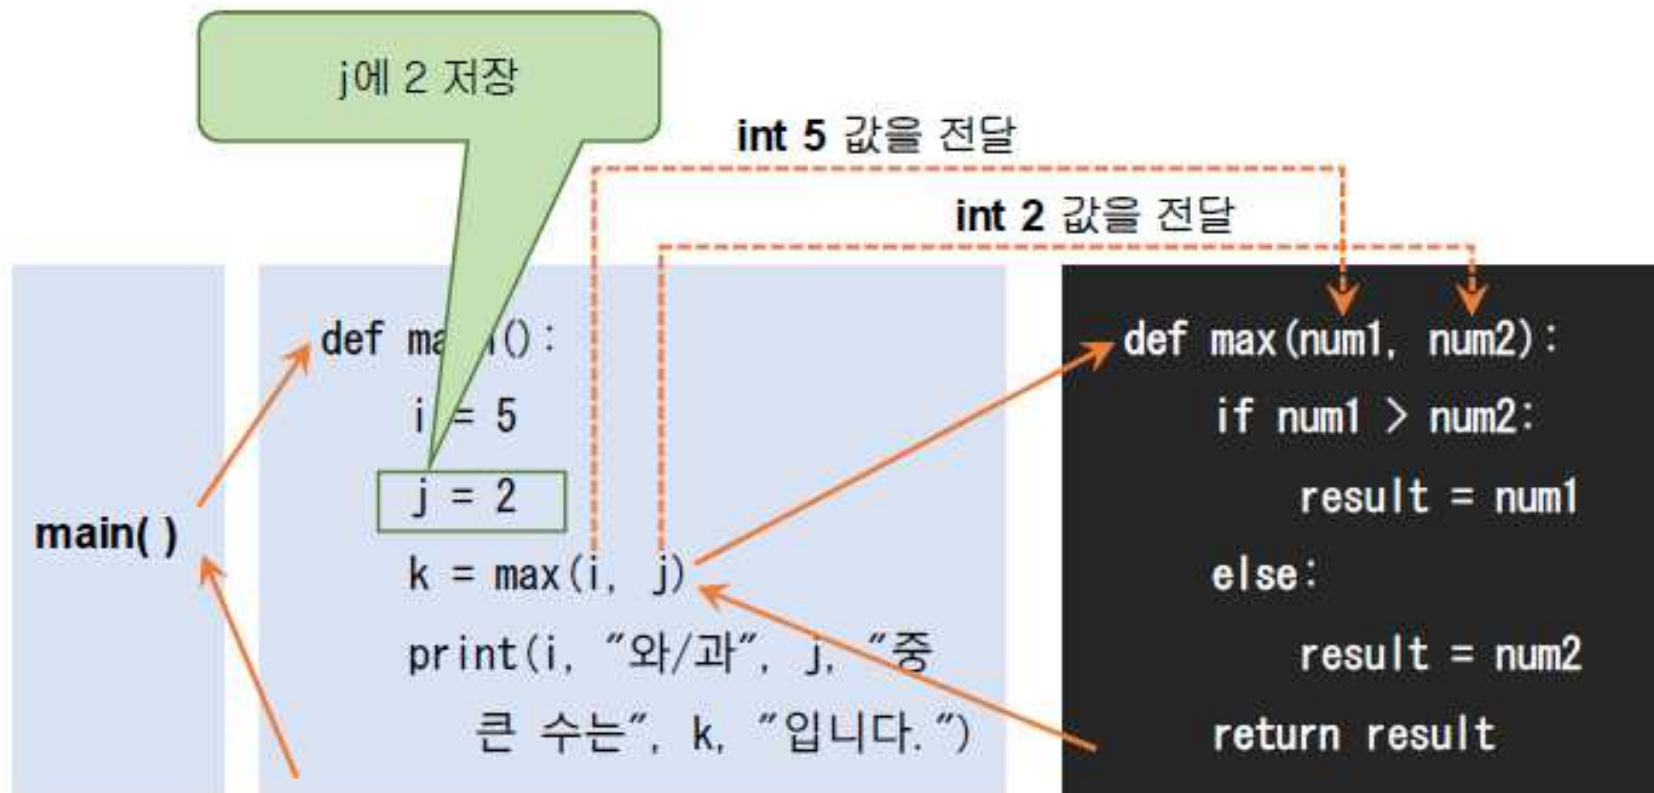 j에 2 저장
int 5 값을 전달
int 2 값을 전달
main( )
def ma():
i = 5
j = 2
k = max(i, j)
print(i, "와/과", j, "중
큰 수는", k, "입니다.")
def max(num1, num2):
if num1 > num2:
result = num1
else:
result = num2
return result